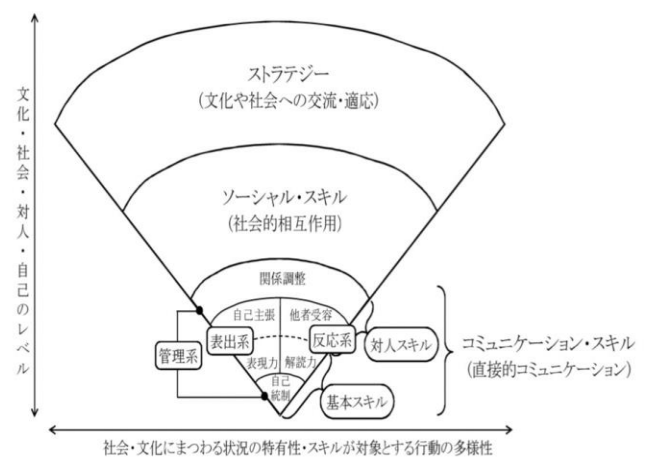 ストラテジー
(文化や社会への交流・適応)
ソーシャル・スキル
(社会的相互作用)
関係調整
自己主張
他者受容
表出系
反応系
管理系
対人スキル
表現力
解読力
自己
統制
基本スキル
コミュニケーション・スキル
(直接的コミュニケーション)
文化・社会・対人・自己のレベル
社会・文化にまつわる状況の特有性・スキルが対象とする行動の多様性